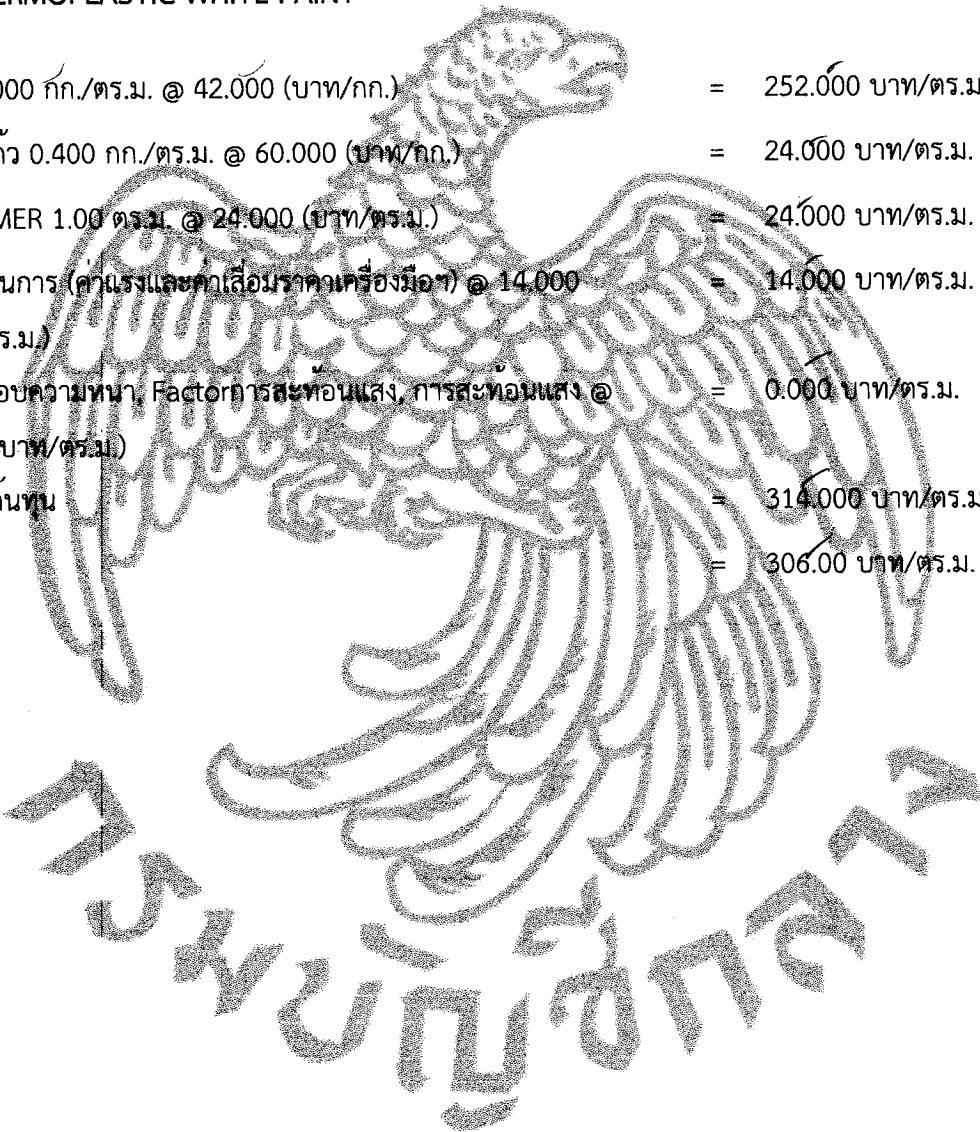 000 กก./ตร.ม. @ 42.000 (บาท/กก.) = 252.000 บาท/ตร.ม
0.400 กก./ตร.ม. @ 60.000 (บาท/กก.) = 24.000 บาท/ตร.ม.
MER 1.00 ตร.ม. @ 24.000 (บาท/ตร.ม.) = 24.000 บาท/ตร.ม.
นการ (ค่าแรงและค่าเสื่อมราคาเครื่องมือฯ) @ 14.000 = 14.000 บาท/ตร.ม.
ร.ม.)
อบความหนา, Factorการสะท้อนแสง, การสะท้อนแสง @ = 0.000 บาท/ตร.ม.
บาท/ตร.ม.)
ต้นทุน = 314.000 บาท/ตร.ม
= 306.00 บาท/ตร.ม.
กรมบัญชีกลาง